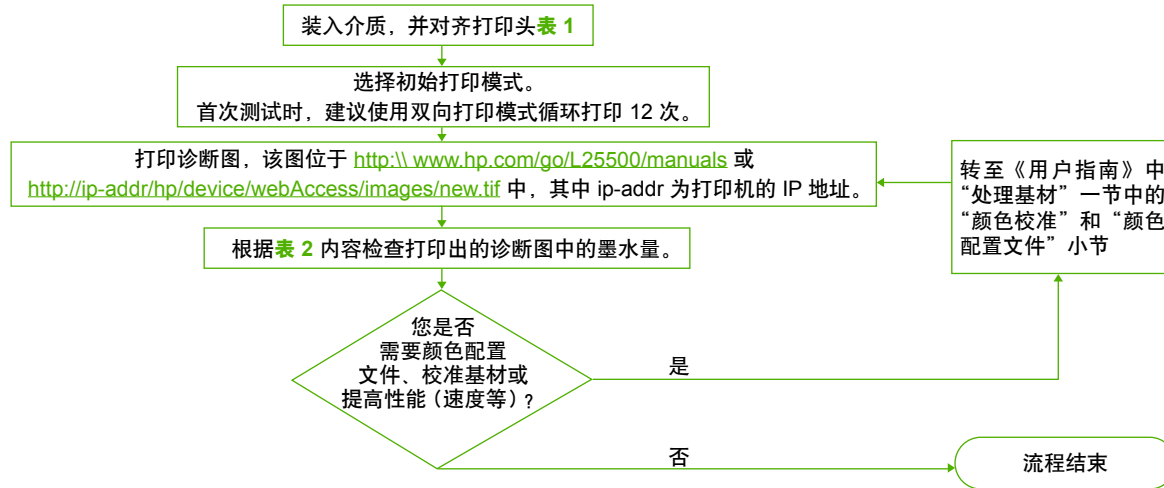 装入介质，并对齐打印头表 1
选择初始打印模式。
首次测试时，建议使用双向打印模式循环打印 12 次。
打印诊断图，该图位于 http:\\ www.hp.com/go/L25500/manuals 或
http://ip-addr/hp/device/webAccess/images/new.tif 中，其中 ip-addr 为打印机的 IP 地址。
转至《用户指南》中
“处理基材”一节中的
“颜色校准”和“颜色
配置文件”小节
根据表 2 内容检查打印出的诊断图中的墨水量。
您是否
需要颜色配置
文件、校准基材或
提高性能（速度等）?
是
否
流程结束